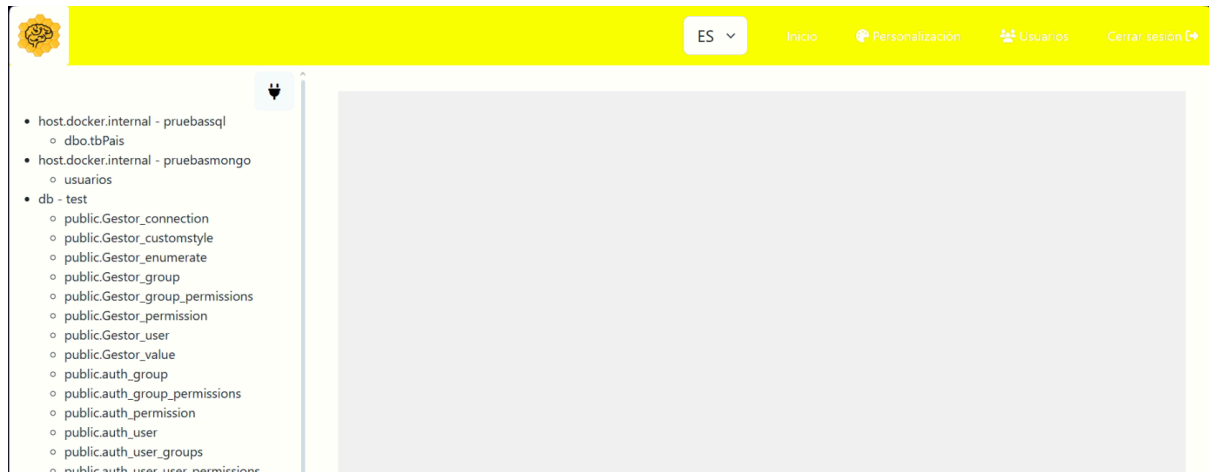 ES
Inicio
Personalización
Usuarios
Cerrar sesión
host.docker.internal - pruebassql
dbo.tbPais
host.docker.internal - pruebasmongo
usuarios
db - test
public.Gestor_connection
public.Gestor_customstyle
public.Gestor_enumerate
public.Gestor_group
public.Gestor_group_permissions
public.Gestor_permission
public.Gestor_user
public.Gestor_value
public.auth_group
public.auth_group_permissions
public.auth_permission
public.auth_user
public.auth_user_groups
public.auth_user_user_permissions